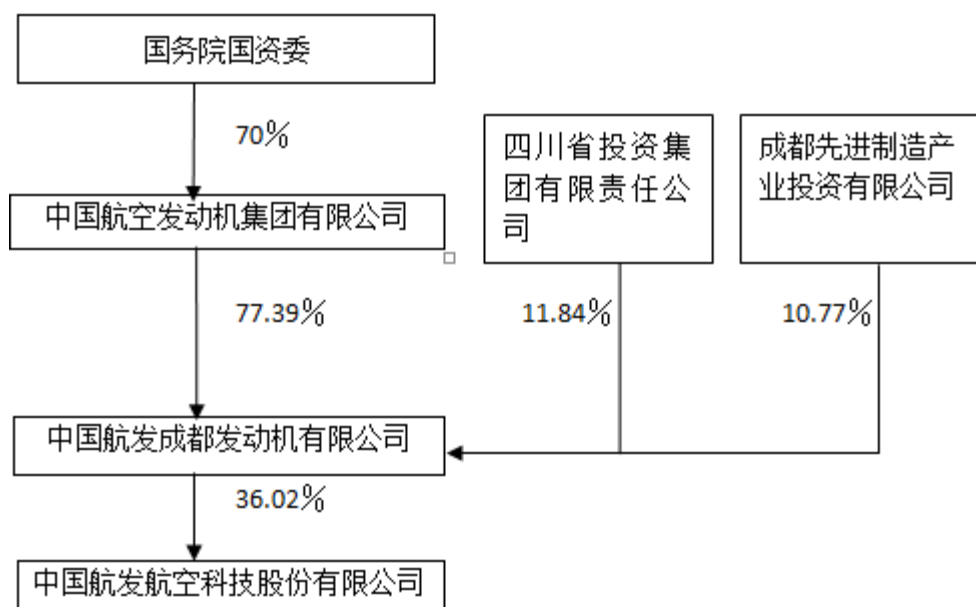 国务院国资委
70%
四川省投资集
团有限责任公
司
成都先进制造产
业投资有限公司
中国航空发动机集团有限公司
77.39%
11.84%
10.77%
中国航发成都发动机有限公司
36.02%
中国航发航空科技股份有限公司